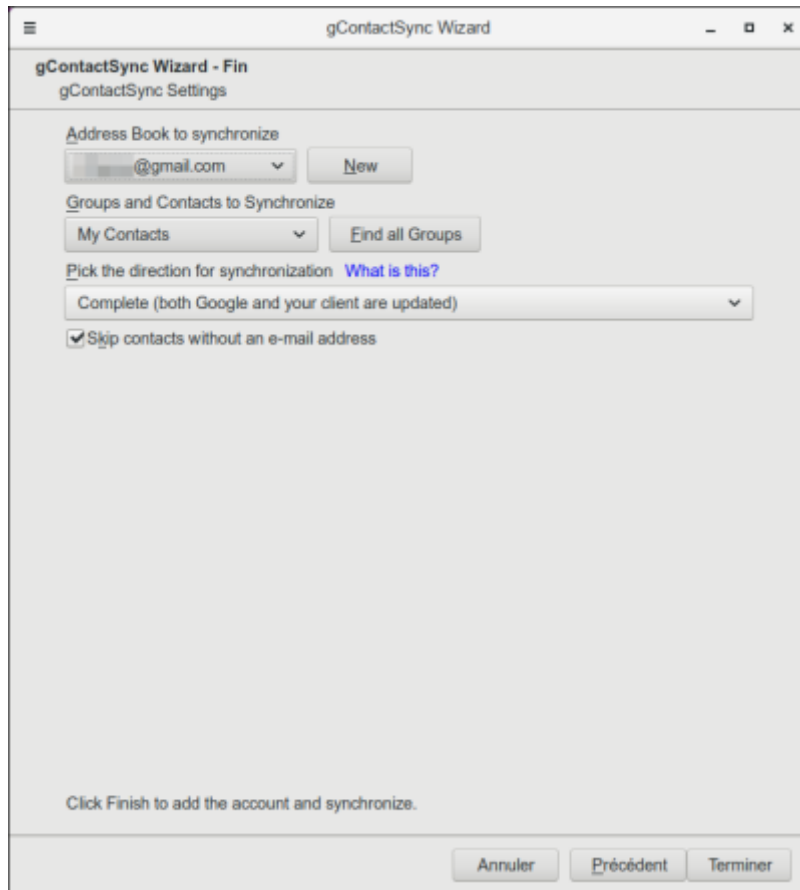 gContactSync Wizard
gContactSync Wizard - Fin
gContactSync Settings
Address Book to synchronize
@gmail.com New
Groups and Contacts to Synchronize
My Contacts Find all Groups
Pick the direction for synchronization What is this?
Complete (both Google and your client are updated)
Skip contacts without an e-mail address
Click Finish to add the account and synchronize.
Annuler Précédent Terminer